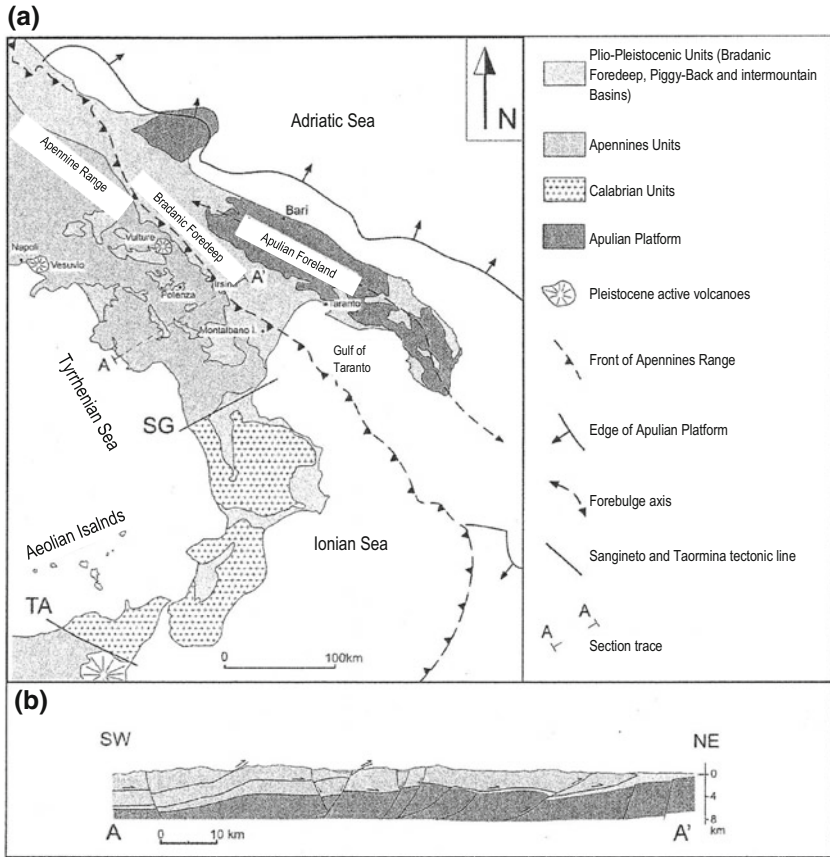 (a)
Adriatic Sea
N
Apennine Range
Bradanic Foredeep
Bari
Apulian Foreland
Napoli
Vulture
Vesuvio
A'
Potenza
Taranto
Montalbano I.
A
Gulf of
Taranto
Tyrrhenian Sea
SG
Aeolian Isalnds
Ionian Sea
TA
0 100km
Plio-Pleistocenic Units (Bradanic
Foredeep, Piggy-Back and intermountain
Basins)
Apennines Units
Calabrian Units
Apulian Platform
Pleistocene active volcanoes
Front of Apennines Range
Edge of Apulian Platform
Forebulge axis
Sangineto and Taormina tectonic line
A A
Section trace
(b)
SW NE
0
4
8
km
A A'
0 10 km